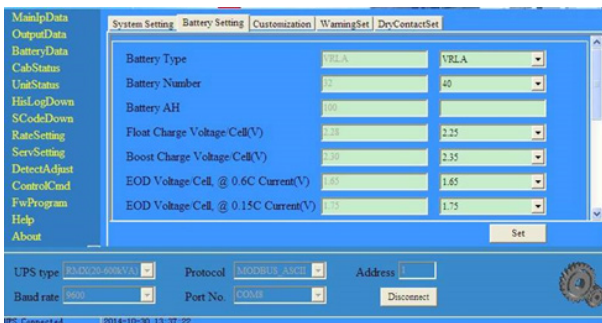 MainIpData
OutputData
BatteryData
CabStatus
UnitStatus
HisLogDown
SCodeDown
RateSetting
ServSetting
DetectAdjust
ControlCmd
FwProgram
Help
About
System Setting Battery Setting Customization WarningSet DryContactSet
Battery Type VRLA VRLA
Battery Number 32 40
Battery AH 100
Float Charge Voltage/Cell(V) 2.28 2.25
Boost Charge Voltage/Cell(V) 2.30 2.35
EOD Voltage/Cell, @ 0.6C Current(V) 1.65 1.65
EOD Voltage/Cell, @ 0.15C Current(V) 1.75 1.75
Set
UPS type RMX(20-600kVA) Protocol MODBUS_ASCII Address 1
Baud rate 9600 Port No. COM8 Disconnect
UPS Connected 2014-10-30 13:37:22